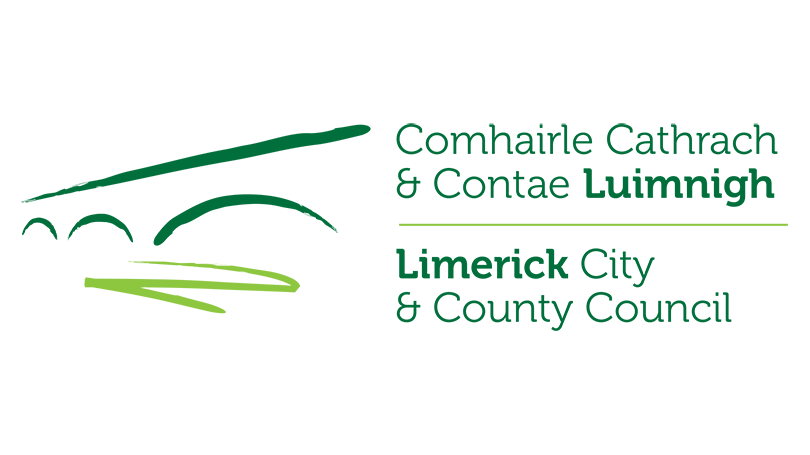 Comhairle Cathrach
& Contae Luimnigh
Limerick City
& County Council